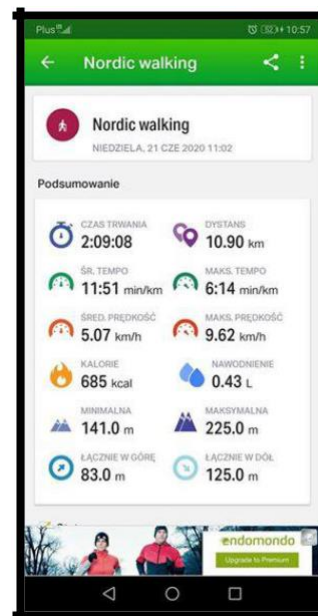 Plus
10:57
Nordic walking
Nordic walking
NIEDZIELA, 21 CZE 2020 11:02
Podsumowanie
CZAS TRWANIA
2:09:08
DYSTANS
10.90 km
ŚR. TEMPO
11:51 min/km
MAKS. TEMPO
6:14 min/km
ŚRED. PRĘDKOŚĆ
5.07 km/h
MAKS. PRĘDKOŚĆ
9.62 km/h
KALORIE
685 kcal
NAWODNIENIE
0.43 L
MINIMALNA
141.0 m
MAKSYMALNA
225.0 m
ŁĄCZNIE W GÓRĘ
83.0 m
ŁĄCZNIE W DÓŁ
125.0 m
endomondo
Upgrade to Premium